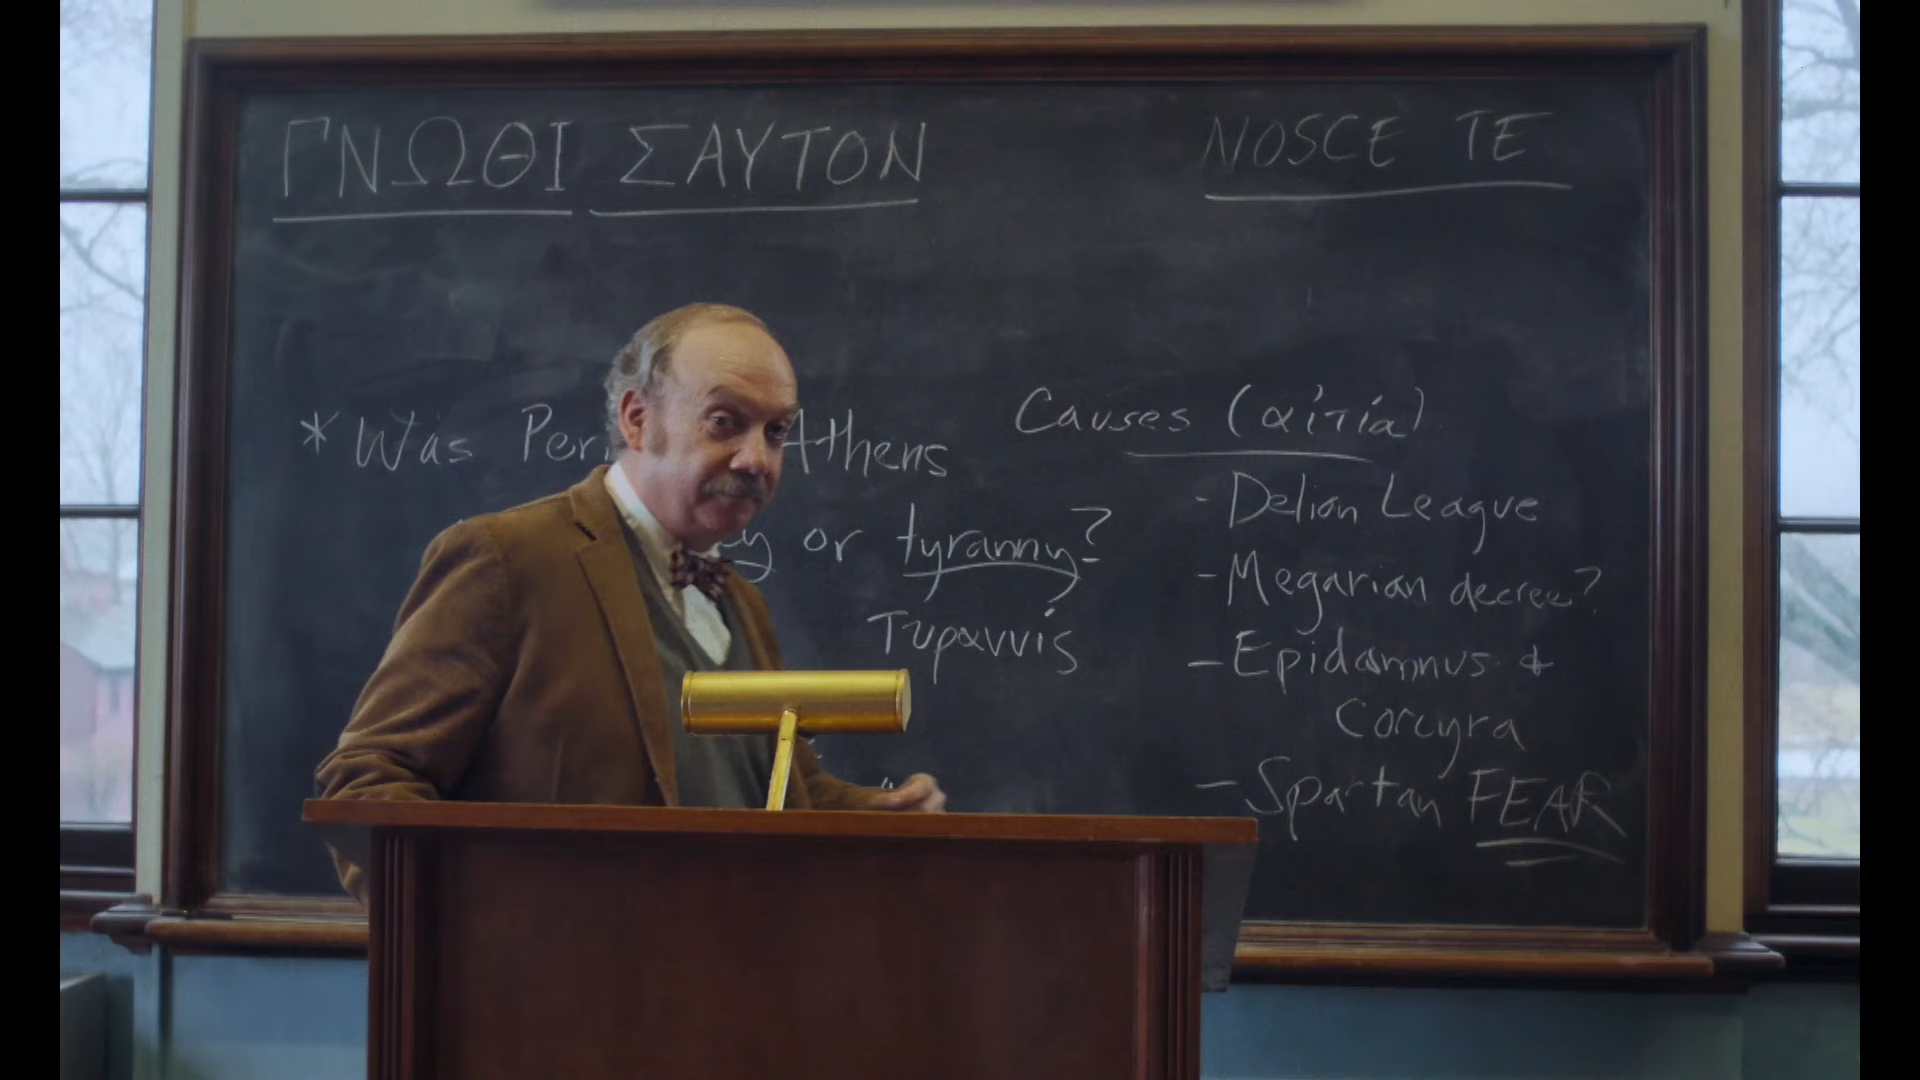 ΓΝΩΘΙ ΣΑΥΤΟΝ
NOSCE TE
* Was Athens
or tyranny?
Τυραννίς
Causes (αἰτία)
- Delian League
- Megarian decree?
- Epidamnus &
Corcyra
- Spartan FEAR